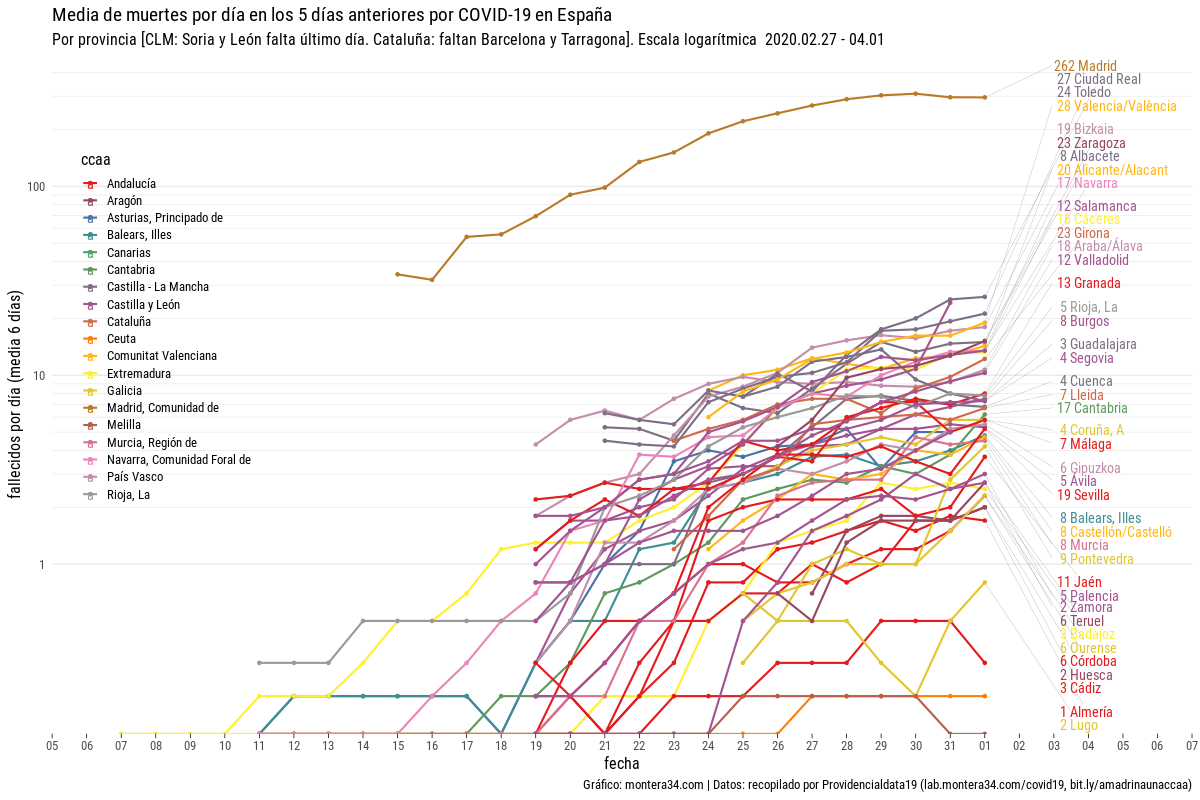 Media de muertes por día en los 5 días anteriores por COVID-19 en España
Por provincia [CLM: Soria y León falta último día. Cataluña: faltan Barcelona y Tarragona]. Escala logarítmica  2020.02.27 - 04.01
fallecidos por día (media 6 días)
100
10
1
ccaa
Andalucía
Aragón
Asturias, Principado de
Balears, Illes
Canarias
Cantabria
Castilla - La Mancha
Castilla y León
Cataluña
Ceuta
Comunitat Valenciana
Extremadura
Galicia
Madrid, Comunidad de
Melilla
Murcia, Región de
Navarra, Comunidad Foral de
País Vasco
Rioja, La
262 Madrid
27 Ciudad Real
24 Toledo
28 Valencia/València
19 Bizkaia
23 Zaragoza
8 Albacete
20 Alicante/Alacant
17 Navarra
12 Salamanca
16 Cáceres
23 Girona
18 Araba/Álava
12 Valladolid
13 Granada
5 Rioja, La
8 Burgos
3 Guadalajara
4 Segovia
4 Cuenca
7 Lleida
17 Cantabria
4 Coruña, A
7 Málaga
6 Gipuzkoa
5 Ávila
19 Sevilla
8 Balears, Illes
8 Castellón/Castelló
8 Murcia
9 Pontevedra
11 Jaén
5 Palencia
2 Zamora
6 Teruel
3 Badajoz
6 Ourense
6 Córdoba
2 Huesca
3 Cádiz
1 Almería
2 Lugo
05 06 07 08 09 10 11 12 13 14 15 16 17 18 19 20 21 22 23 24 25 26 27 28 29 30 31 01 02 03 04 05 06 07
fecha
Gráfico: montera34.com | Datos: recopilado por Providencialdata19 (lab.montera34.com/covid19, bit.ly/amadrinaunaccaa)